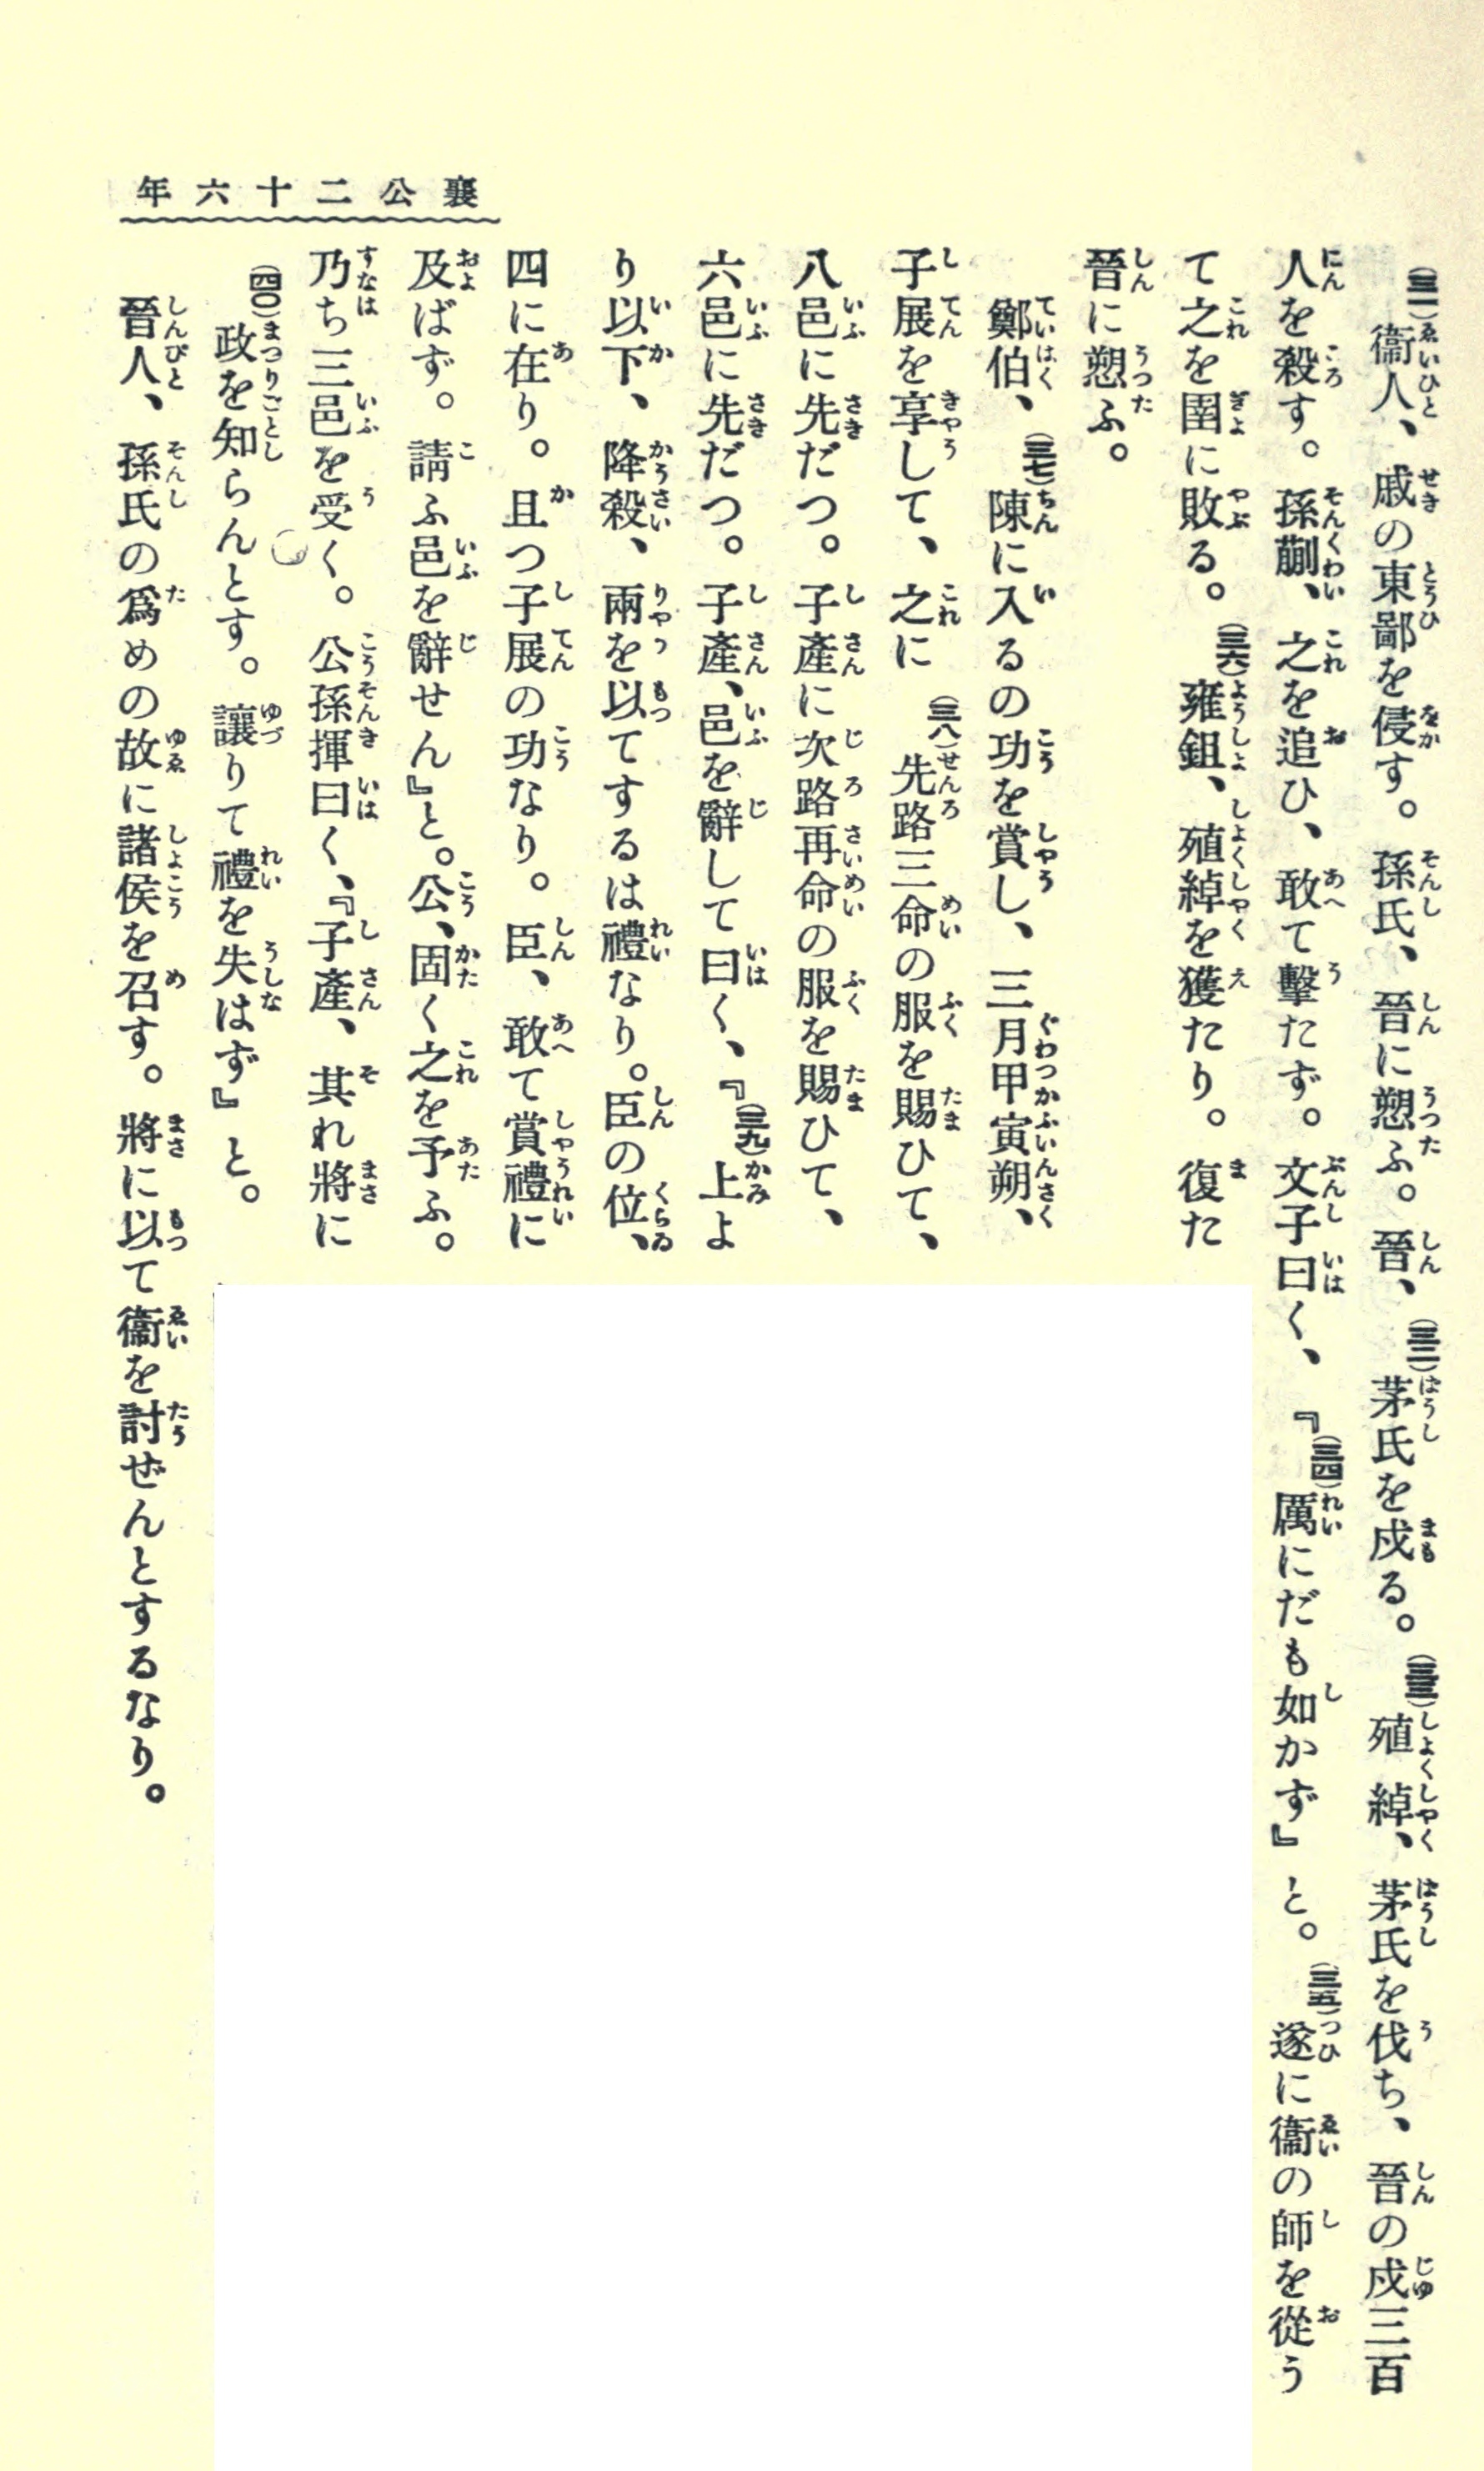 襄公二十六年
(三一)衞人、戚の東鄙を侵す。孫氏、晉に愬ふ。晉、(三二)茅氏を戍る。(三三)殖綽、茅氏を伐ち、晉の戍三百
人を殺す。孫蒯、之を追ひ、敢て擊たず。文子曰く、『(三四)厲にだも如かず』と。(三五)遂に衞の師を從う
て之を圉に敗る。(三六)雍鉏、殖綽を獲たり。復た
晉に愬ふ。
鄭伯、(三七)陳に入るの功を賞し、三月甲寅朔、
子展を享して、之に(三八)先路三命の服を賜ひて、
八邑に先だつ。子產に次路再命の服を賜ひて、
六邑に先だつ。子產、邑を辭して曰く、『(三九)上よ
り以下、降殺、兩を以てするは禮なり。臣の位、
四に在り。且つ子展の功なり。臣、敢て賞禮に
及ばず。請ふ邑を辭せん』と。公、固く之を予ふ。
乃ち三邑を受く。公孫揮曰く、『子產、其れ將に
(四〇)政を知らんとす。讓りて禮を失はず』と。
晉人、孫氏の爲めの故に諸侯を召す。將に以て衞を討ぜんとするなり。